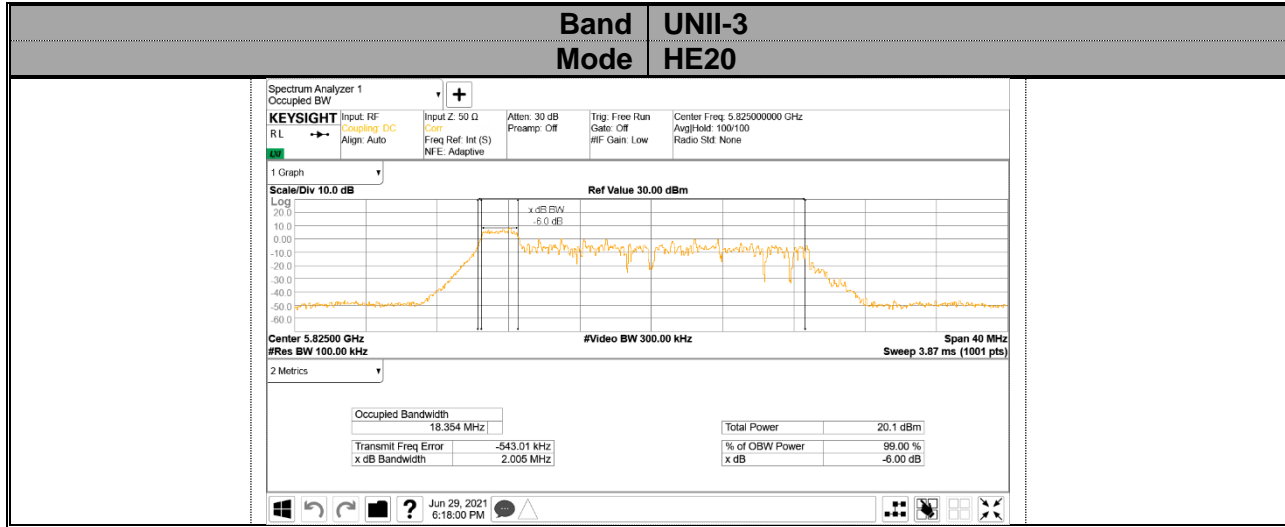 Band UNII-3
Mode HE20
Spectrum Analyzer 1
Occupied BW
KEYSIGHT Input: RF Input Z: 50 Ω Atten: 30 dB Trig: Free Run Center Freq: 5.825000000 GHz
R L Coupling: DC Corr Preamp: Off Gate: Off Avg|Hold: 100/100
Align: Auto Freq Ref: Int (S) #IF Gain: Low Radio Std: None
NFE: Adaptive
1 Graph
Scale/Div 10.0 dB Ref Value 30.00 dBm
Log
x dB BW
20.0
-6.0 dB
10.0
0.00
-10.0
-20.0
-30.0
-40.0
-50.0
-60.0
Center 5.82500 GHz #Video BW 300.00 kHz Span 40 MHz
#Res BW 100.00 kHz Sweep 3.87 ms (1001 pts)
2 Metrics
Occupied Bandwidth
18.354 MHz Total Power 20.1 dBm
Transmit Freq Error -543.01 kHz % of OBW Power 99.00 %
x dB Bandwidth 2.005 MHz x dB -6.00 dB
? Jun 29, 2021
6:18:00 PM